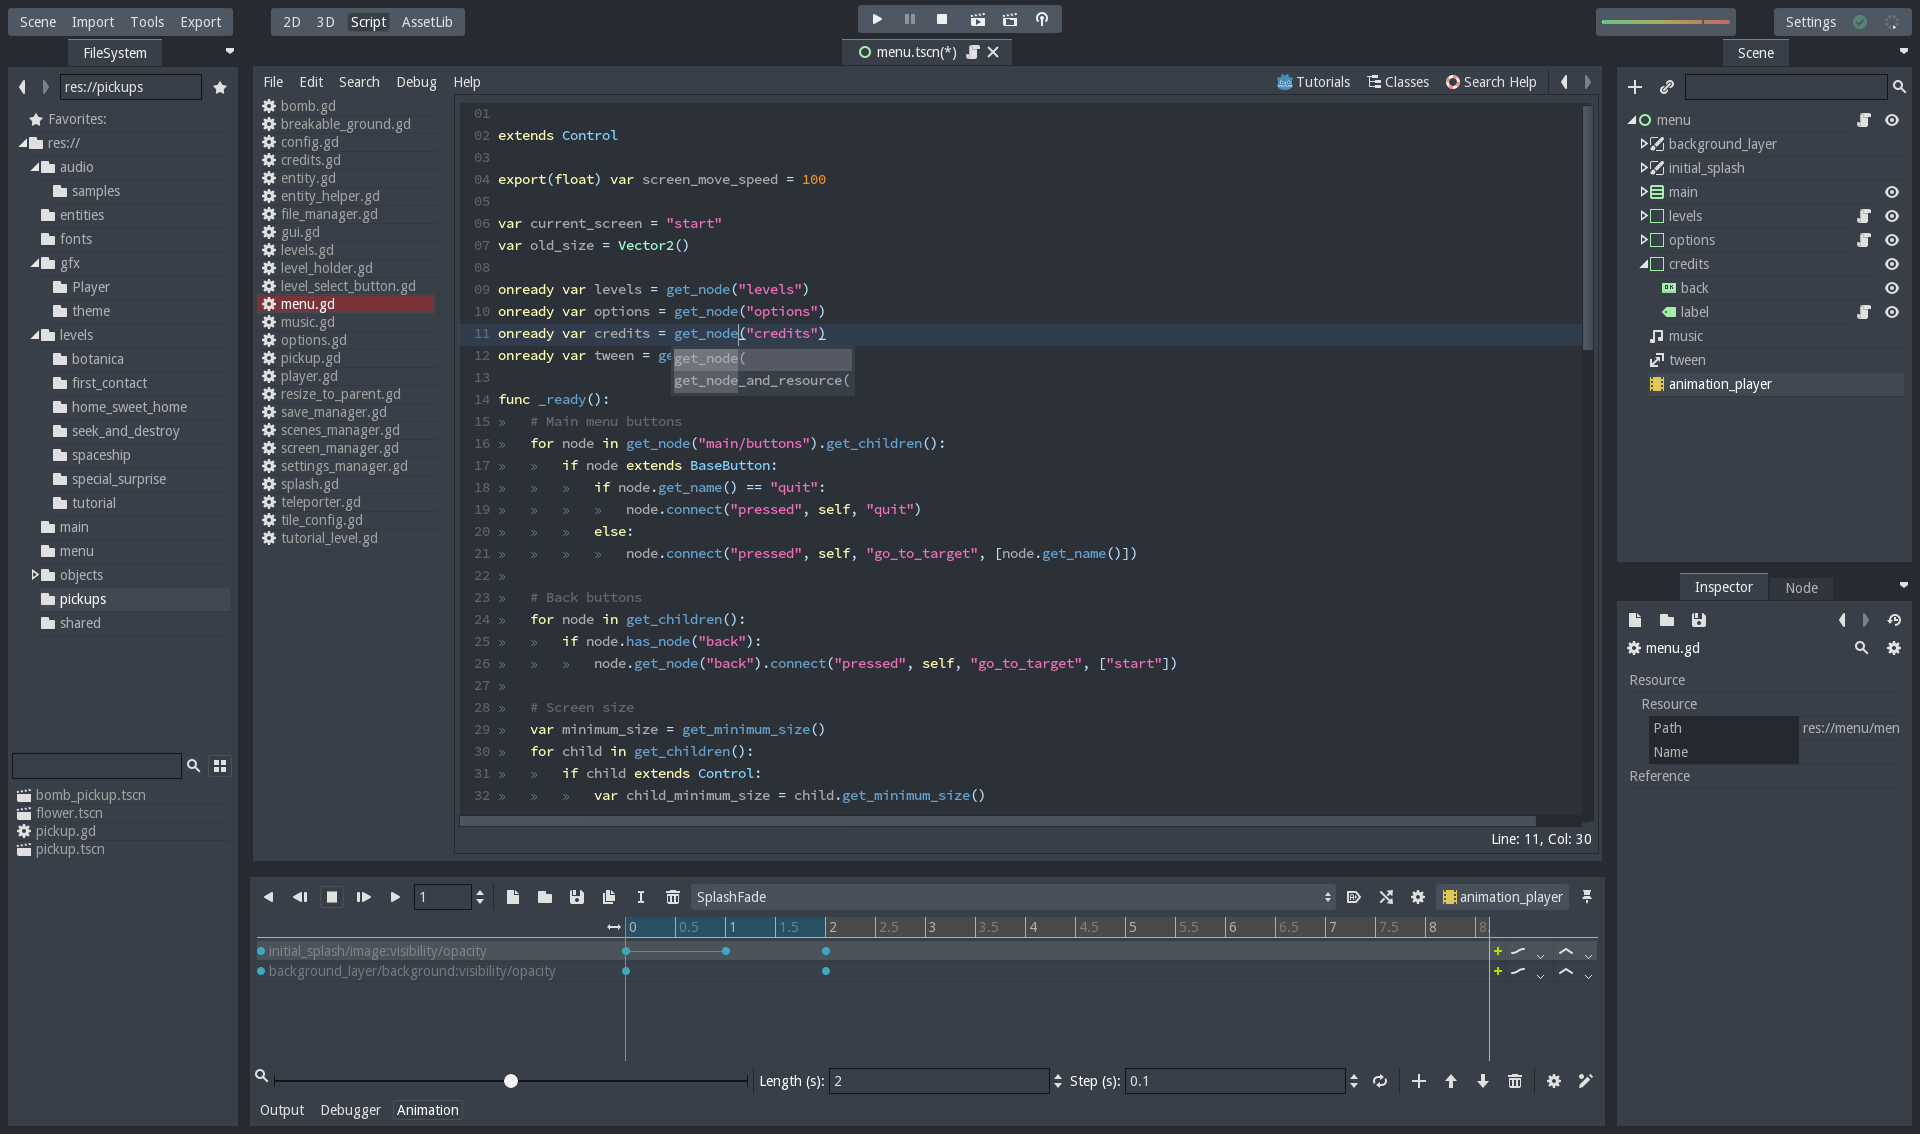 Scene Import Tools Export
2D 3D Script AssetLib
Settings
FileSystem
menu.tscn(*)
Scene
res://pickups
Favorites:
res://
audio
samples
entities
fonts
gfx
Player
theme
levels
botanica
first_contact
home_sweet_home
seek_and_destroy
spaceship
special_surprise
tutorial
main
menu
objects
pickups
shared
bomb_pickup.tscn
flower.tscn
pickup.gd
pickup.tscn
File Edit Search Debug Help
Tutorials Classes Search Help
bomb.gd
breakable_ground.gd
config.gd
credits.gd
entity.gd
entity_helper.gd
file_manager.gd
gui.gd
levels.gd
level_holder.gd
level_select_button.gd
menu.gd
music.gd
options.gd
pickup.gd
player.gd
resize_to_parent.gd
save_manager.gd
scenes_manager.gd
screen_manager.gd
settings_manager.gd
splash.gd
teleporter.gd
tile_config.gd
tutorial_level.gd
01
02 extends Control
03
04 export(float) var screen_move_speed = 100
05
06 var current_screen = "start"
07 var old_size = Vector2()
08
09 onready var levels = get_node("levels")
10 onready var options = get_node("options")
11 onready var credits = get_node("credits")
12 onready var tween = ge
get_node(
get_node_and_resource(
13
14 func _ready():
15 » # Main menu buttons
16 » for node in get_node("main/buttons").get_children():
17 » » if node extends BaseButton:
18 » » » if node.get_name() == "quit":
19 » » » » node.connect("pressed", self, "quit")
20 » » » else:
21 » » » » node.connect("pressed", self, "go_to_target", [node.get_name()])
22 »
23 » # Back buttons
24 » for node in get_children():
25 » » if node.has_node("back"):
26 » » » node.get_node("back").connect("pressed", self, "go_to_target", ["start"])
27 »
28 » # Screen size
29 » var minimum_size = get_minimum_size()
30 » for child in get_children():
31 » » if child extends Control:
32 » » » var child_minimum_size = child.get_minimum_size()
Line: 11, Col: 30
menu
background_layer
initial_splash
main
levels
options
credits
OK back
label
music
tween
animation_player
Inspector Node
menu.gd
Resource
Resource
Path res://menu/men
Name
Reference
1 SplashFade animation_player
0 0.5 1 1.5 2 2.5 3 3.5 4 4.5 5 5.5 6 6.5 7 7.5 8 8.
initial_splash/image:visibility/opacity
background_layer/background:visibility/opacity
Length (s): 2 Step (s): 0.1
Output Debugger Animation